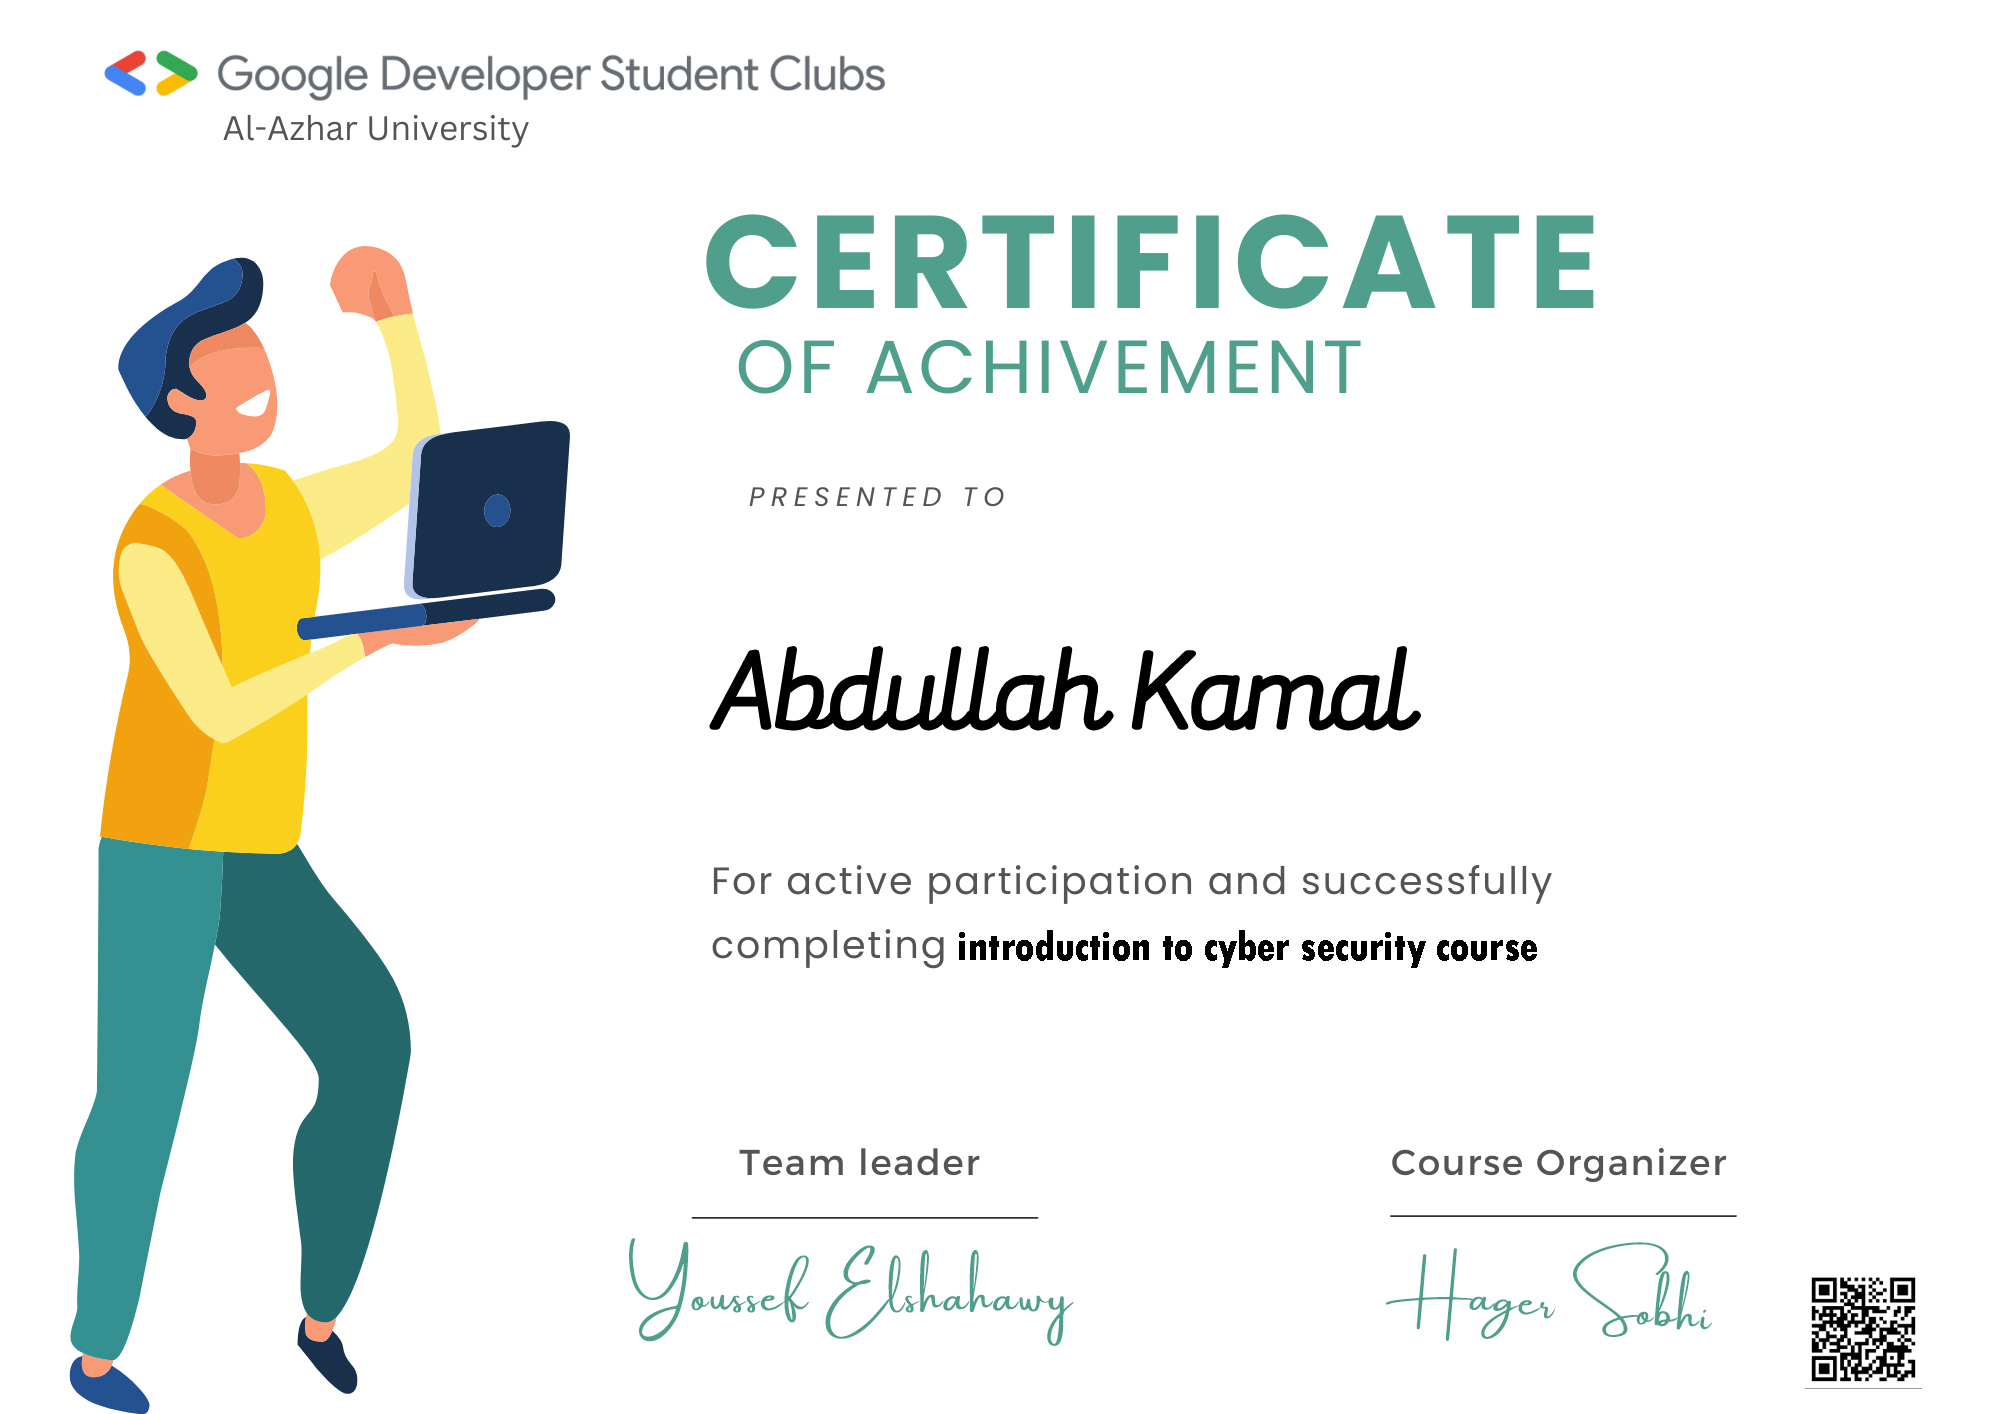 Google Developer Student Clubs
Al-Azhar University
CERTIFICATE
OF ACHIVEMENT
PRESENTED TO
Abdullah Kamal
For active participation and successfully
completing introduction to cyber security course
Team leader
Youssef Elshahawy
Course Organizer
Hager Sobhi